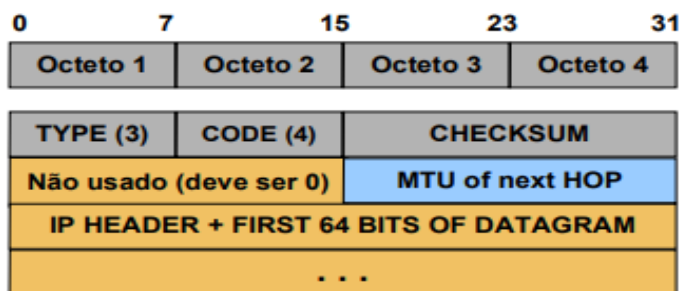 0 7 15 23 31
Octeto 1 Octeto 2 Octeto 3 Octeto 4
TYPE (3) CODE (4) CHECKSUM
Não usado (deve ser 0) MTU of next HOP
IP HEADER + FIRST 64 BITS OF DATAGRAM
. . .